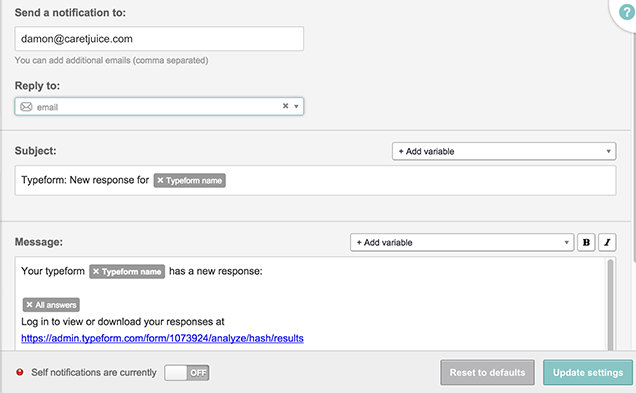 Send a notification to:
damon@caretjuice.com
You can add additional emails (comma separated)
Reply to:
email
Subject:
+ Add variable
Typeform: New response for × Typeform name
Message:
+ Add variable
B I
Your typeform × Typeform name has a new response:
× All answers
Log in to view or download your responses at
https://admin.typeform.com/form/1073924/analyze/hash/results
Self notifications are currently OFF
Reset to defaults
Update settings
?